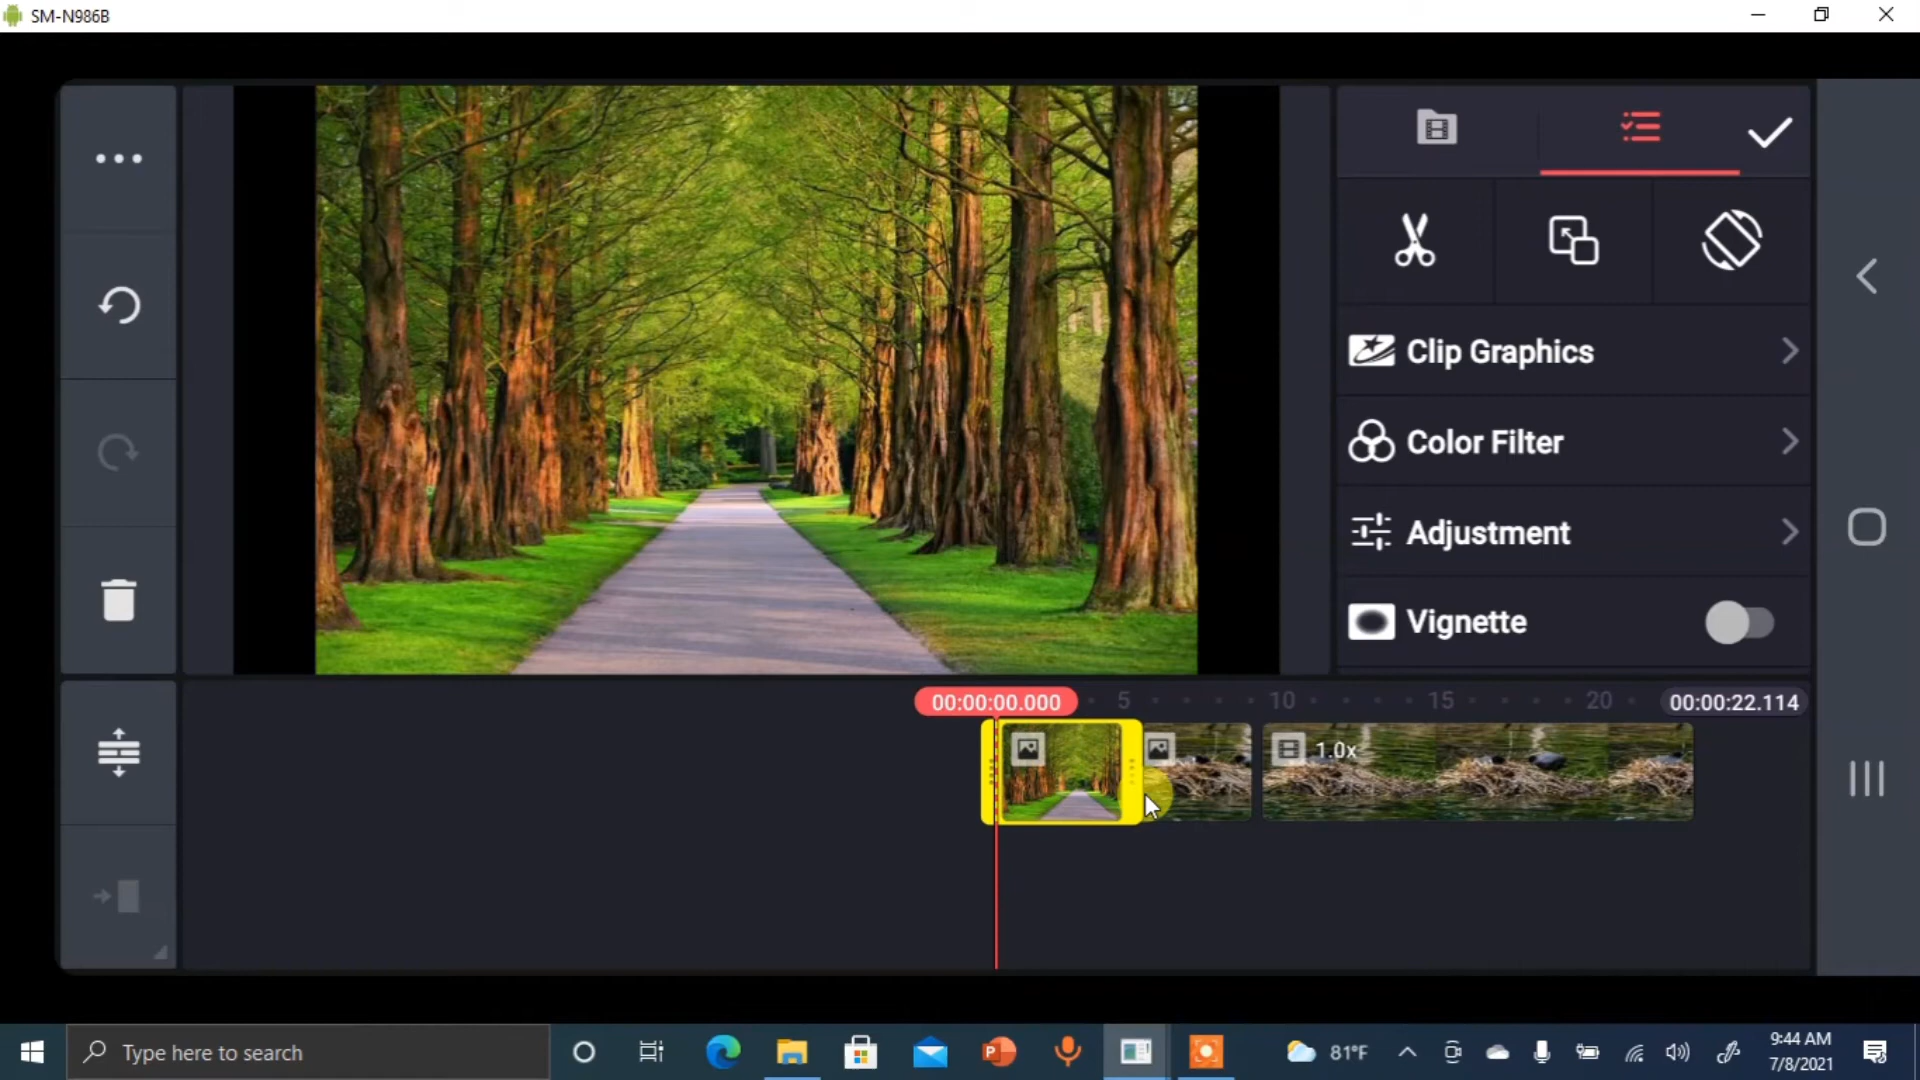 SM-N986B
Clip Graphics
Color Filter
Adjustment
Vignette
00:00:00.000
5
10
15
20
00:00:22.114
1.0x
Type here to search
81°F
9:44 AM
7/8/2021